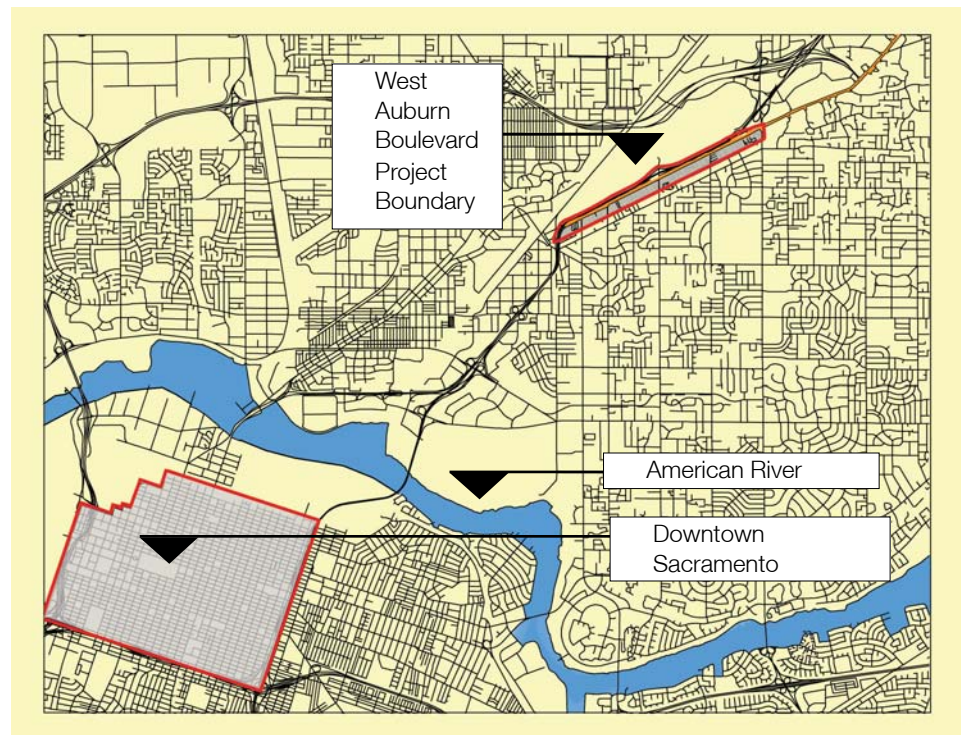 West
Auburn
Boulevard
Project
Boundary
American River
Downtown
Sacramento